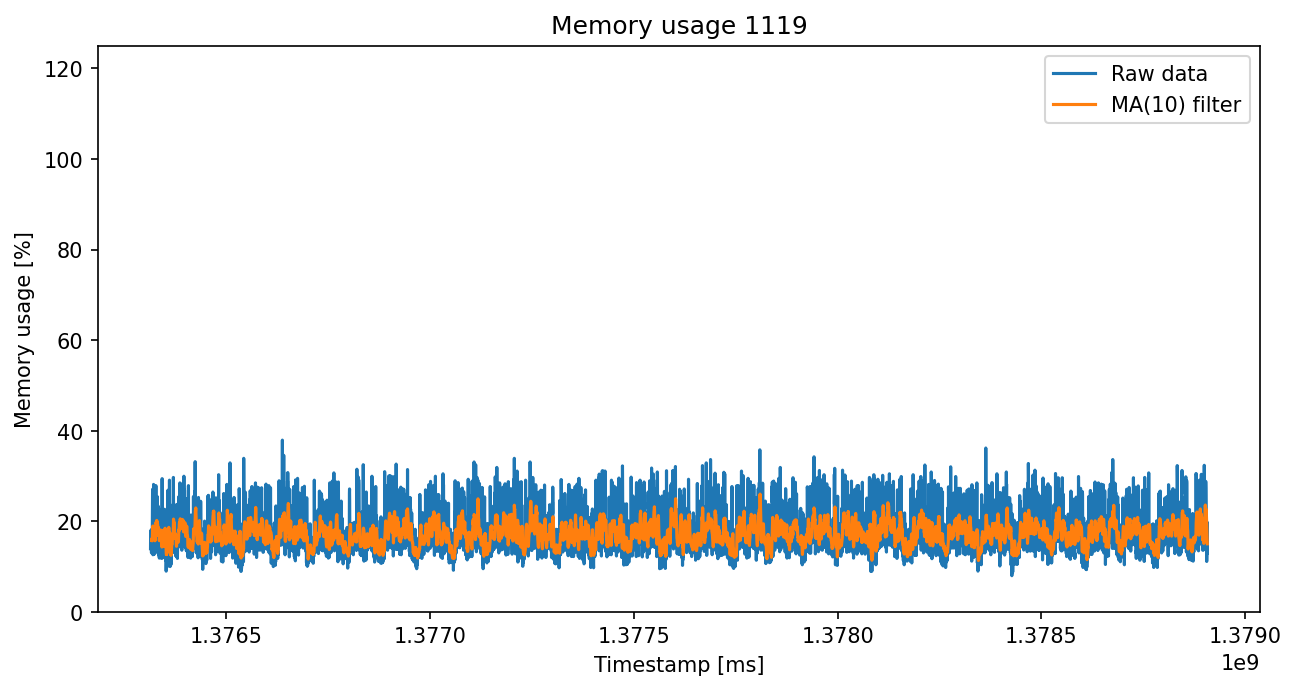 Memory usage 1119
Raw data
MA(10) filter
120
100
80
60
40
20
0
Memory usage [%]
1.3765 1.3770 1.3775 1.3780 1.3785 1.3790
1e9
Timestamp [ms]